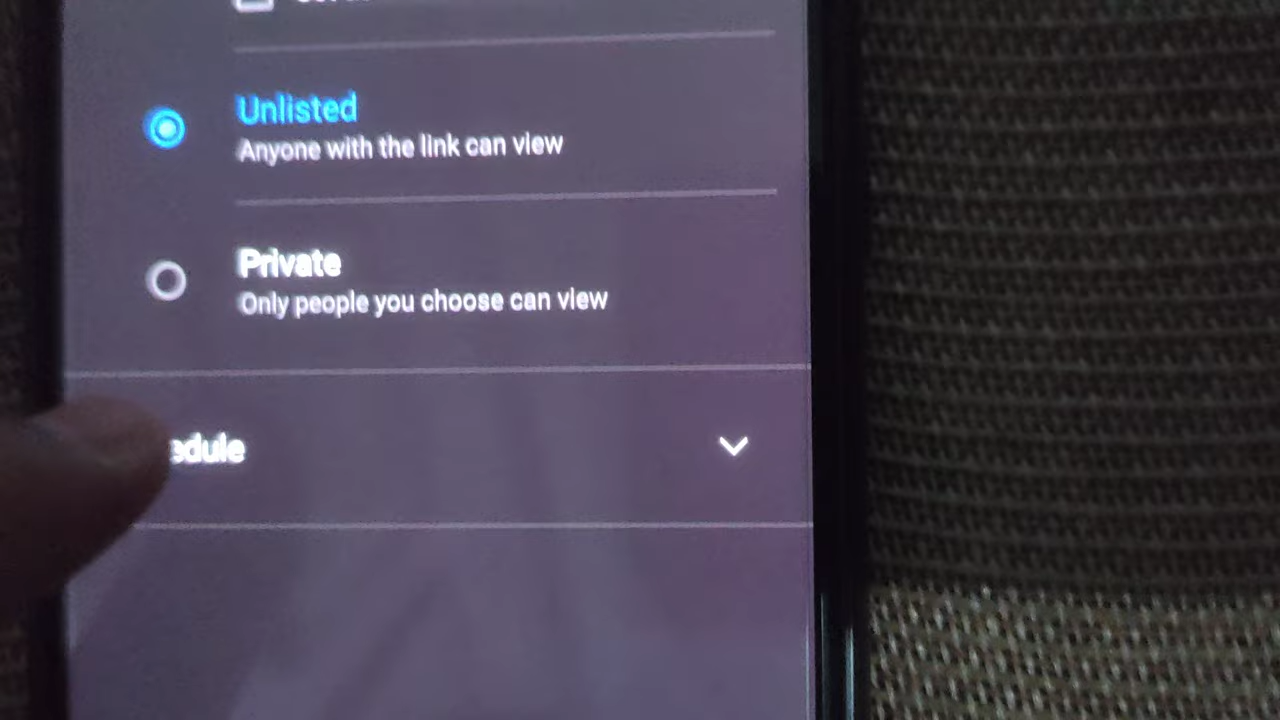 Unlisted
Anyone with the link can view
Private
Only people you choose can view
edule